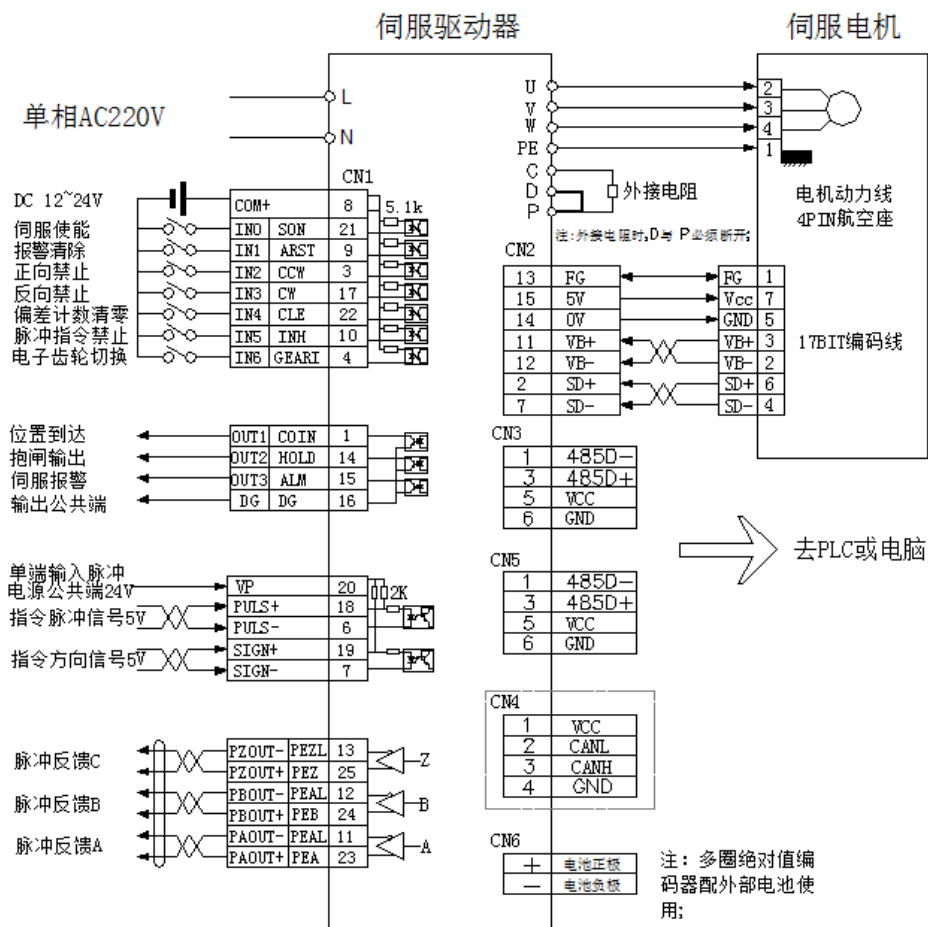 伺服驱动器
伺服电机
单相AC220V
L
N
U
V
W
PE
C
D
P
2
3
4
1
外接电阻
注:外接电阻时,D与 P必须断开;
电机动力线
4PIN航空座
CN1
DC 12~24V COM+ 8 5.1k
伺服使能 IN0 SON 21
报警清除 IN1 ARST 9
正向禁止 IN2 CCW 3
反向禁止 IN3 CW 17
偏差计数清零 IN4 CLE 22
脉冲指令禁止 IN5 INH 10
电子齿轮切换 IN6 GEARI 4
CN2
13 FG FG 1
15 5V Vcc 7
14 0V GND 5
11 VB+ VB+ 3
12 VB- VB- 2
2 SD+ SD+ 6
7 SD- SD- 4
17BIT编码线
位置到达 OUT1 COIN 1
抱闸输出 OUT2 HOLD 14
伺服报警 OUT3 ALM 15
输出公共端 DG DG 16
CN3
1 485D-
3 485D+
5 VCC
6 GND
去PLC或电脑
CN5
1 485D-
3 485D+
5 VCC
6 GND
单端输入脉冲
电源公共端24V VP 20 2K
指令脉冲信号5V
PULS+ 18
PULS- 6
指令方向信号5V
SIGN+ 19
SIGN- 7
CN4
1 VCC
2 CANL
3 CANH
4 GND
脉冲反馈C
PZOUT- PEZL 13
PZOUT+ PEZ 25
Z
脉冲反馈B
PBOUT- PEAL 12
PBOUT+ PEB 24
B
脉冲反馈A
PAOUT- PEAL 11
PAOUT+ PEA 23
A
CN6
+ 电池正极
- 电池负极
注: 多圈绝对值编
码器配外部电池使
用;